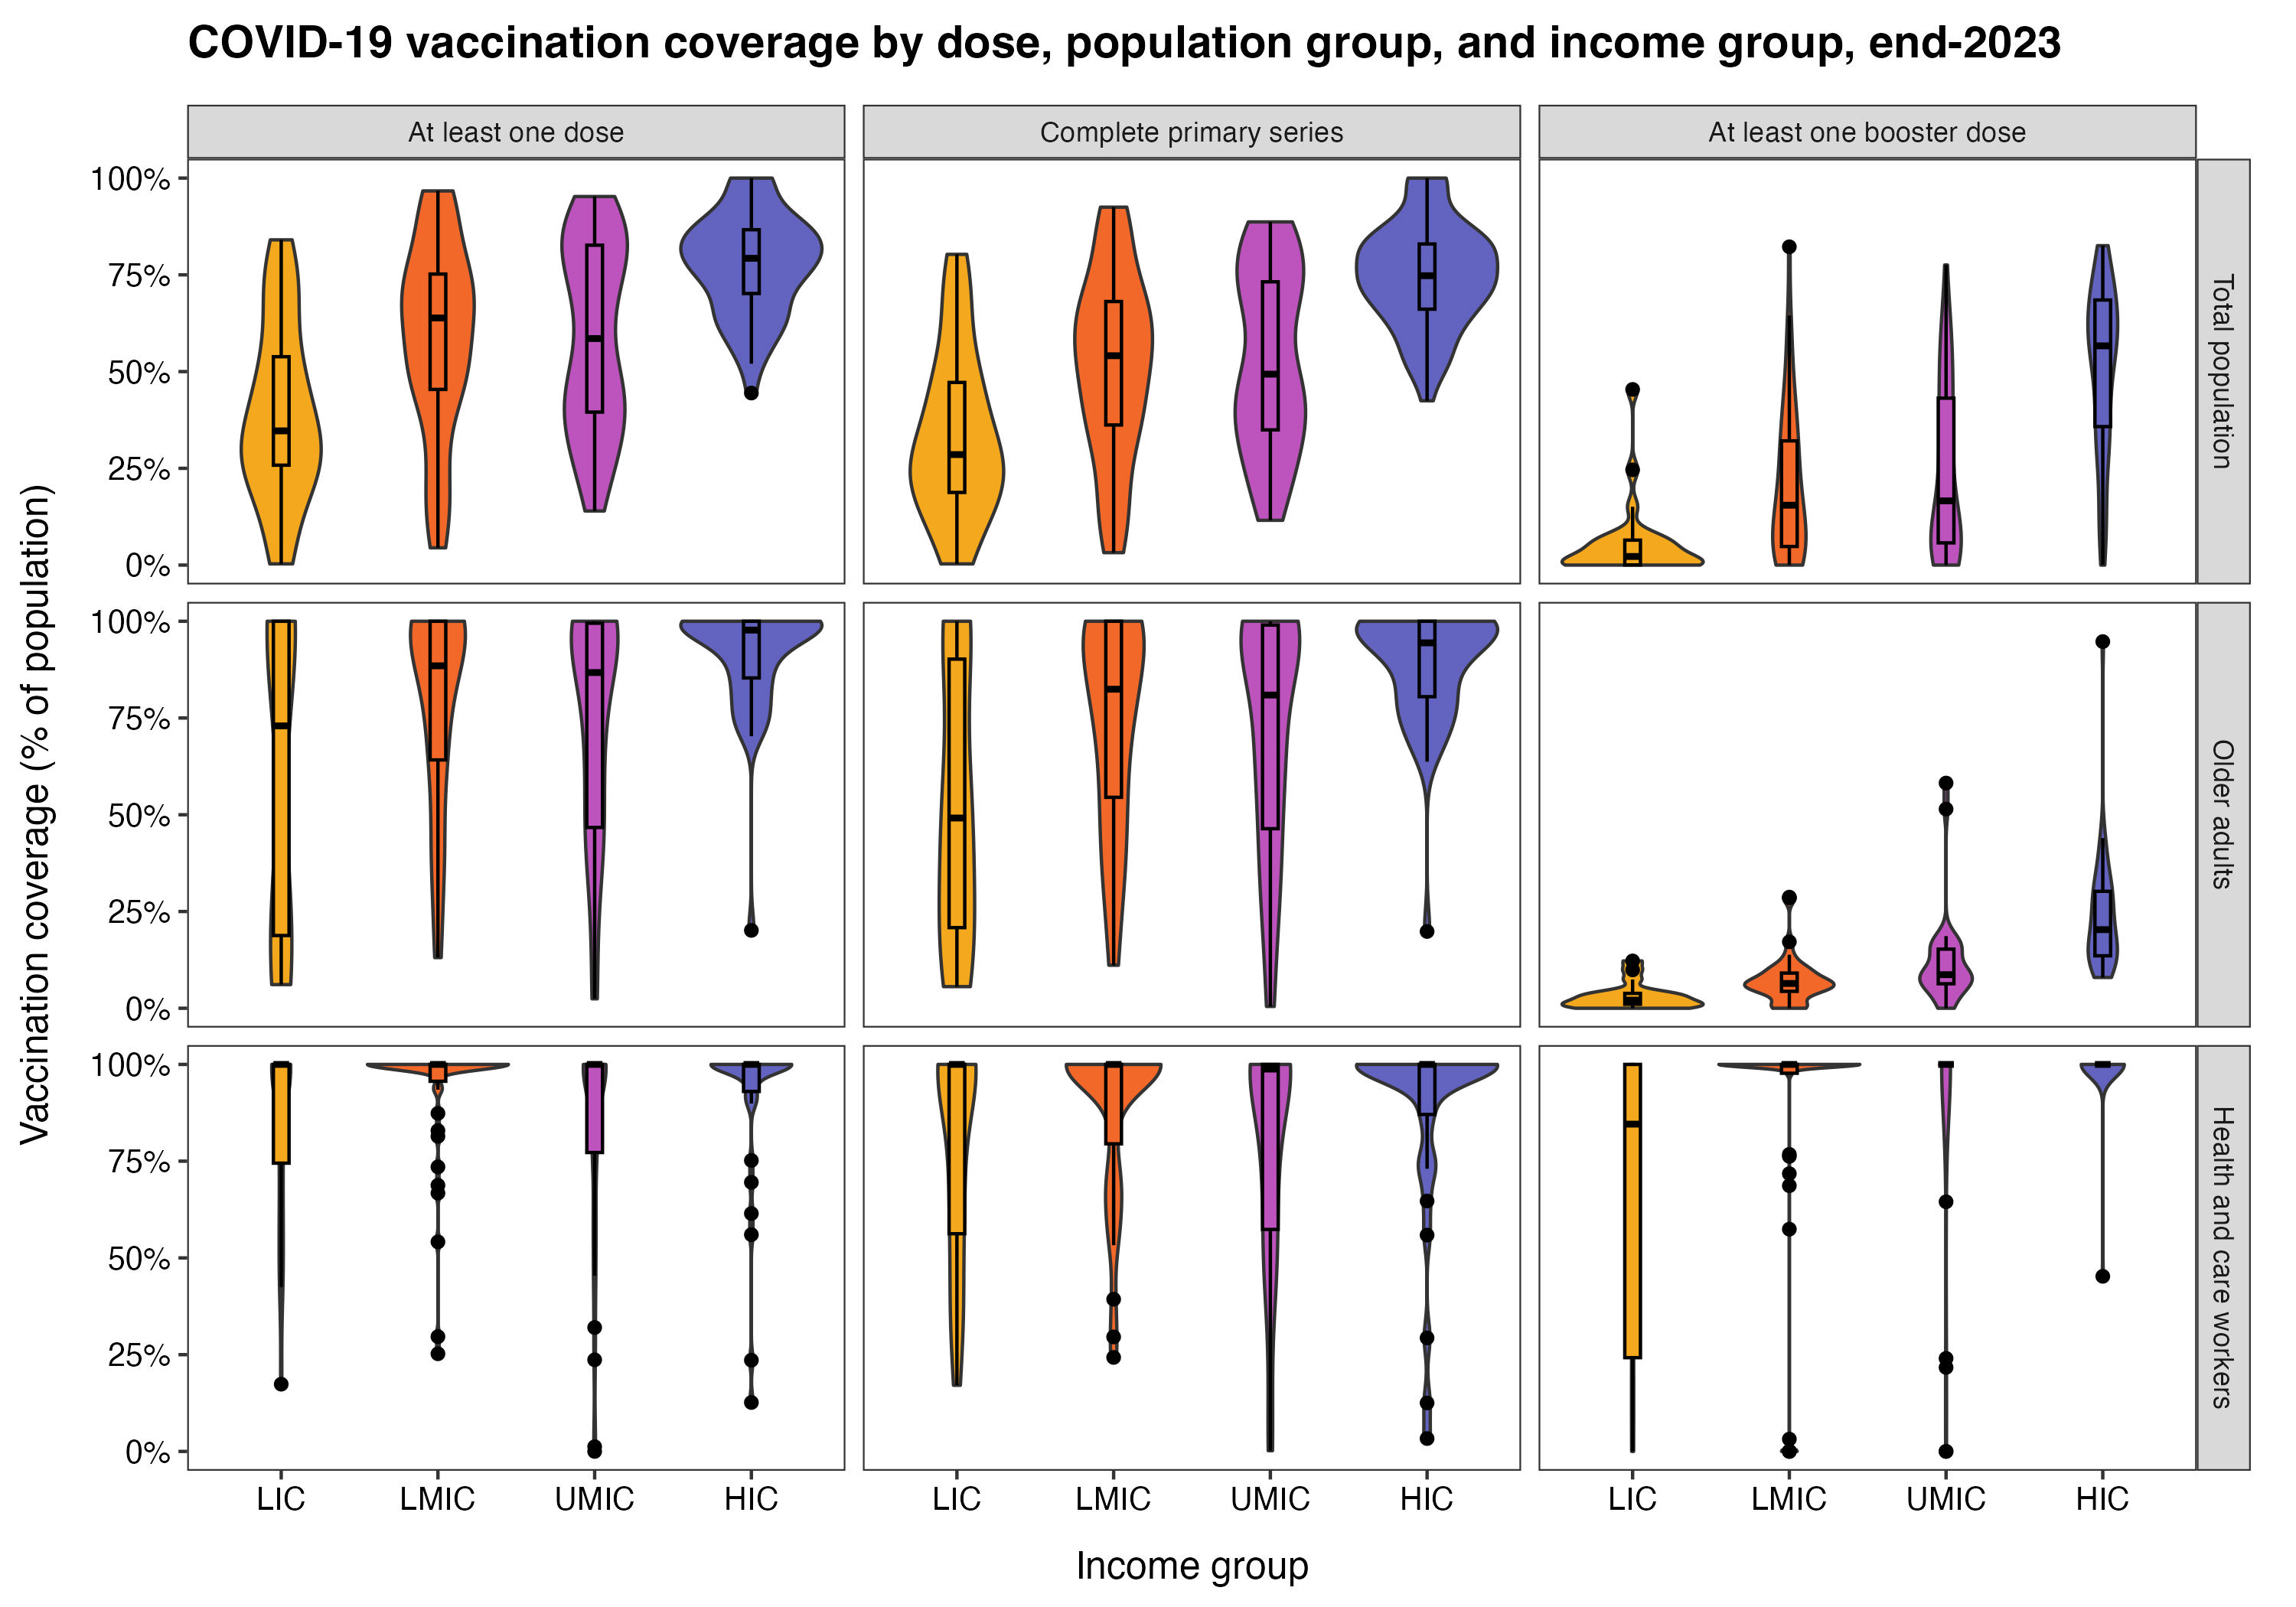 COVID-19 vaccination coverage by dose, population group, and income group, end-2023
At least one dose
Complete primary series
At least one booster dose
Vaccination coverage (% of population)
100%
75%
50%
25%
0%
Total population
100%
75%
50%
25%
0%
Older adults
100%
75%
50%
25%
0%
Health and care workers
LIC LMIC UMIC HIC
LIC LMIC UMIC HIC
LIC LMIC UMIC HIC
Income group